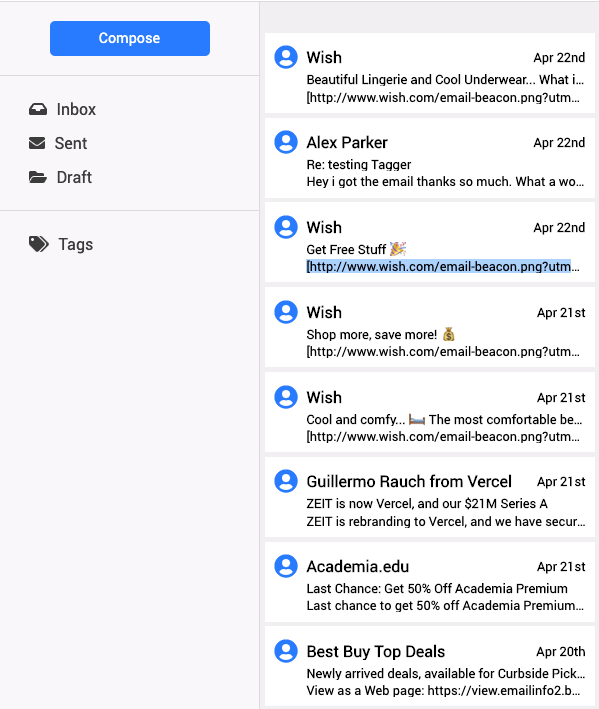 Compose
Inbox
Sent
Draft
Tags
Wish Apr 22nd
Beautiful Lingerie and Cool Underwear... What i...
[http://www.wish.com/email-beacon.png?utm...
Alex Parker Apr 22nd
Re: testing Tagger
Hey i got the email thanks so much. What a wo...
Wish Apr 22nd
Get Free Stuff 🎉
[http://www.wish.com/email-beacon.png?utm...
Wish Apr 21st
Shop more, save more! 💰
[http://www.wish.com/email-beacon.png?utm...
Wish Apr 21st
Cool and comfy... 🛏️ The most comfortable be...
[http://www.wish.com/email-beacon.png?utm...
Guillermo Rauch from Vercel Apr 21st
ZEIT is now Vercel, and our $21M Series A
ZEIT is rebranding to Vercel, and we have secur...
Academia.edu Apr 21st
Last Chance: Get 50% Off Academia Premium
Last chance to get 50% off Academia Premium...
Best Buy Top Deals Apr 20th
Newly arrived deals, available for Curbside Pick...
View as a Web page: https://view.emailinfo2.b...